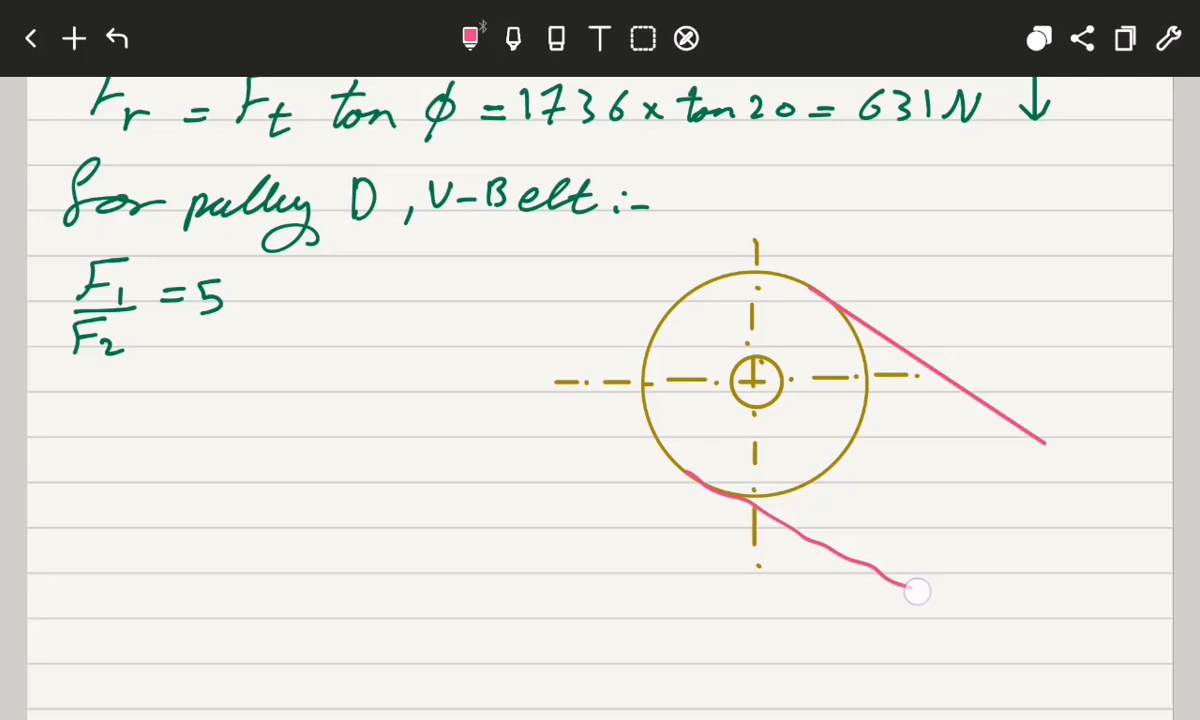 Fr = Ft tan φ = 1736 x tan 20 = 631 N ↓
for pulley D, V-Belt :-
F1/F2 = 5